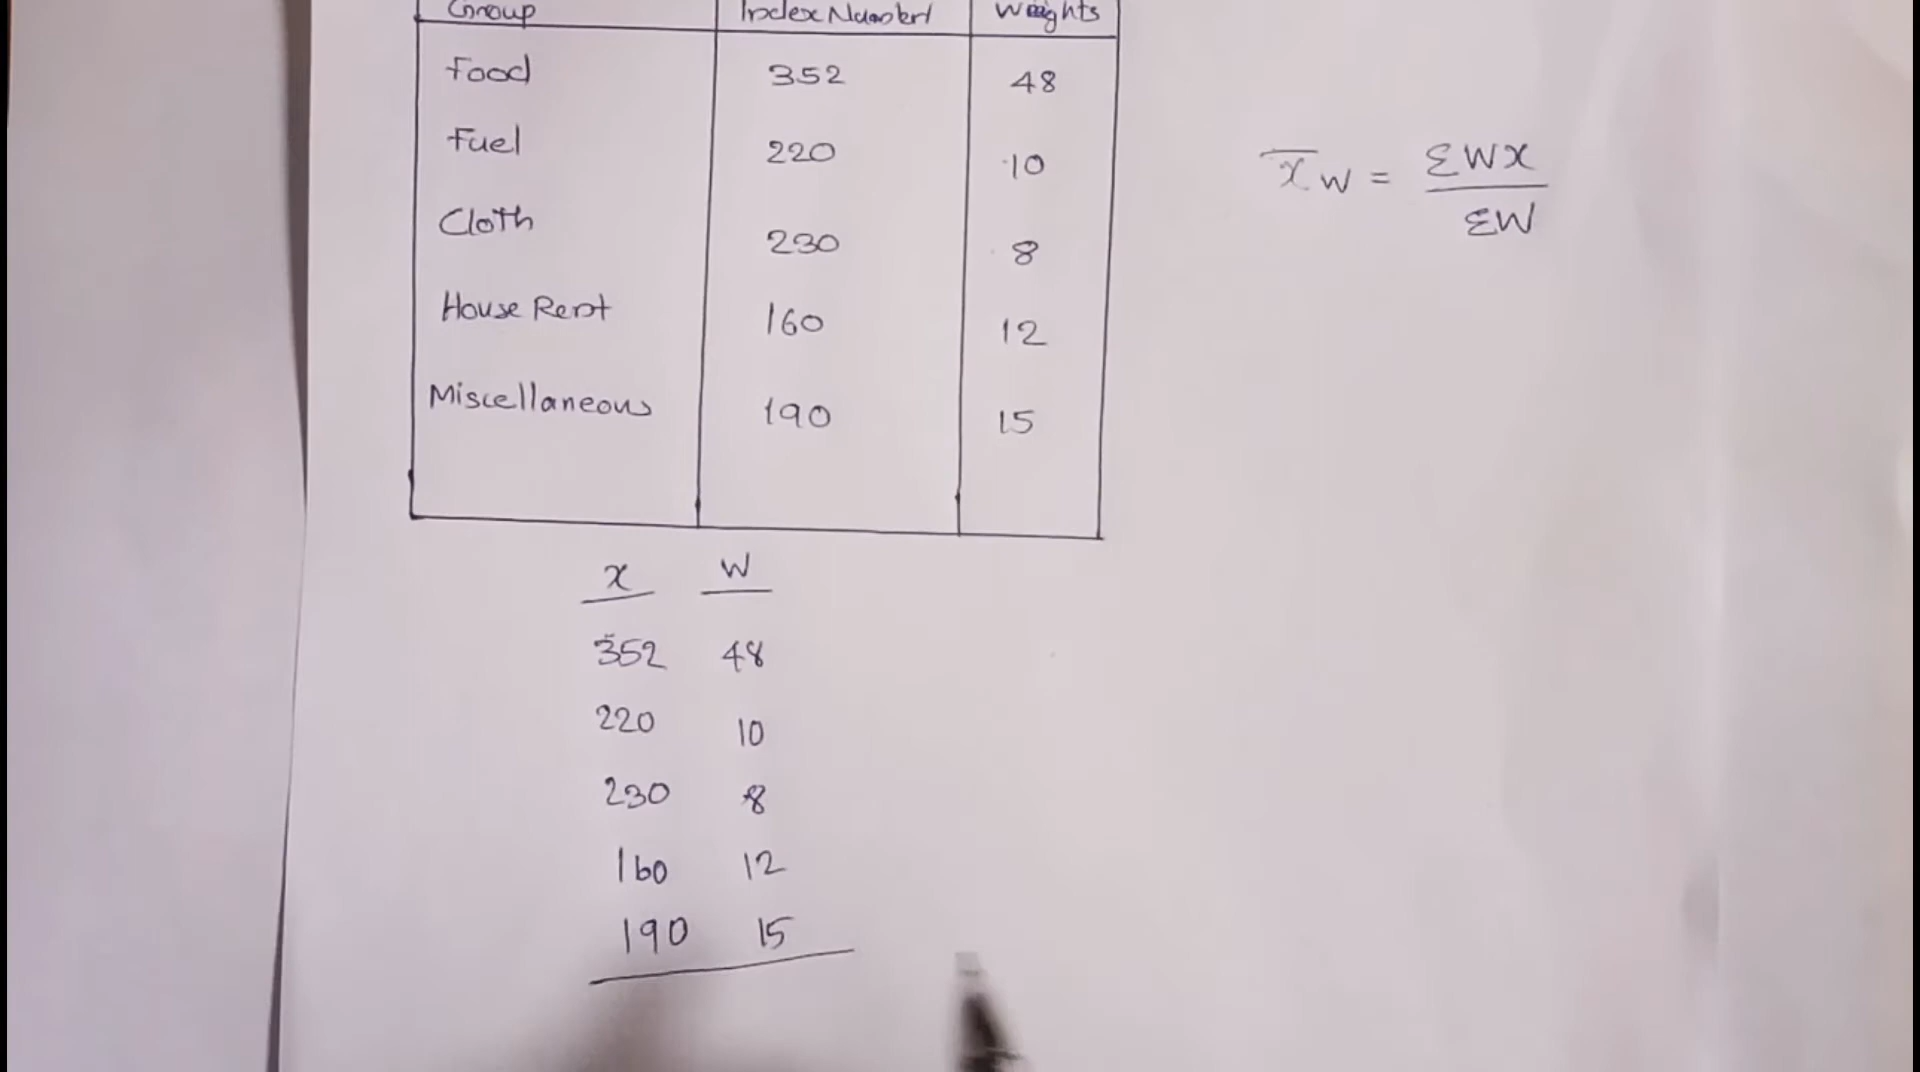 Group Index Number Weights
Food 352 48
Fuel 220 10
Cloth 230 8
House Rent 160 12
Miscellaneous 190 15
x̄w = ΣWx / ΣW
x W
352 48
220 10
230 8
160 12
190 15